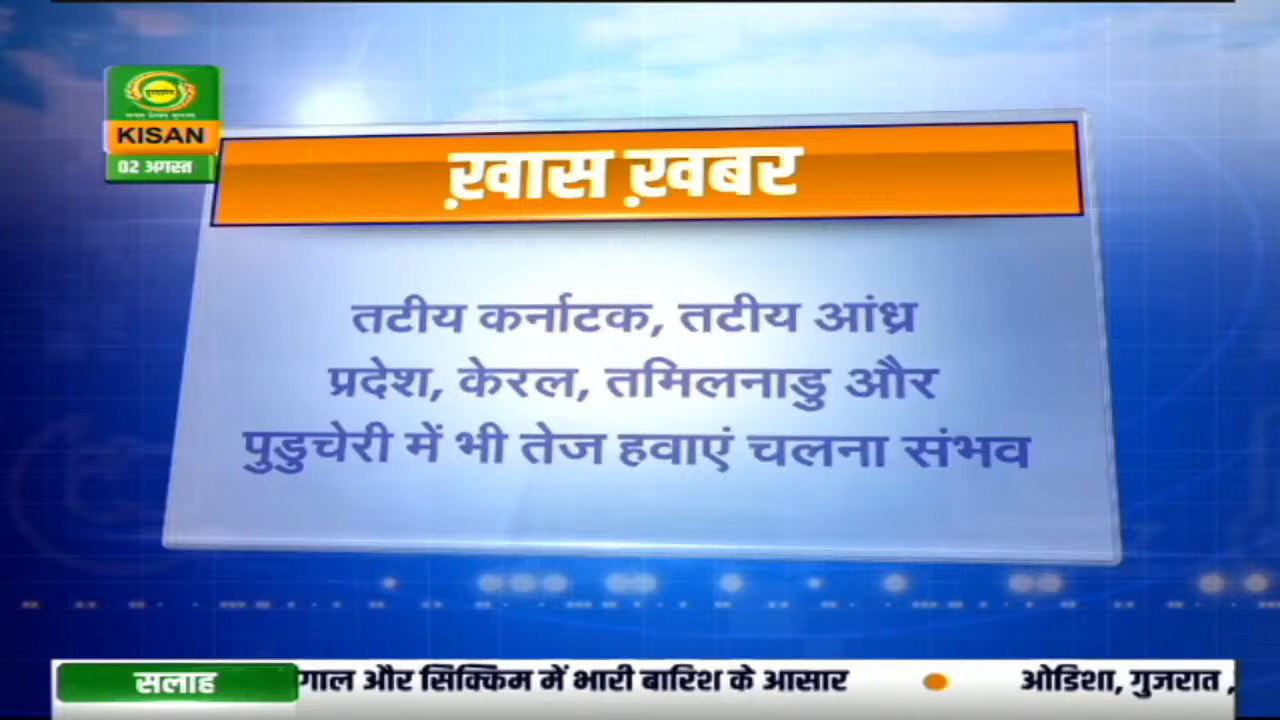 KISAN
02 अगस्त
ख़ास ख़बर
तटीय कर्नाटक, तटीय आंध्र
प्रदेश, केरल, तमिलनाडु और
पुडुचेरी में भी तेज हवाएं चलना संभव
सलाह
गाल और सिक्किम में भारी बारिश के आसार
ओडिशा, गुजरात ,